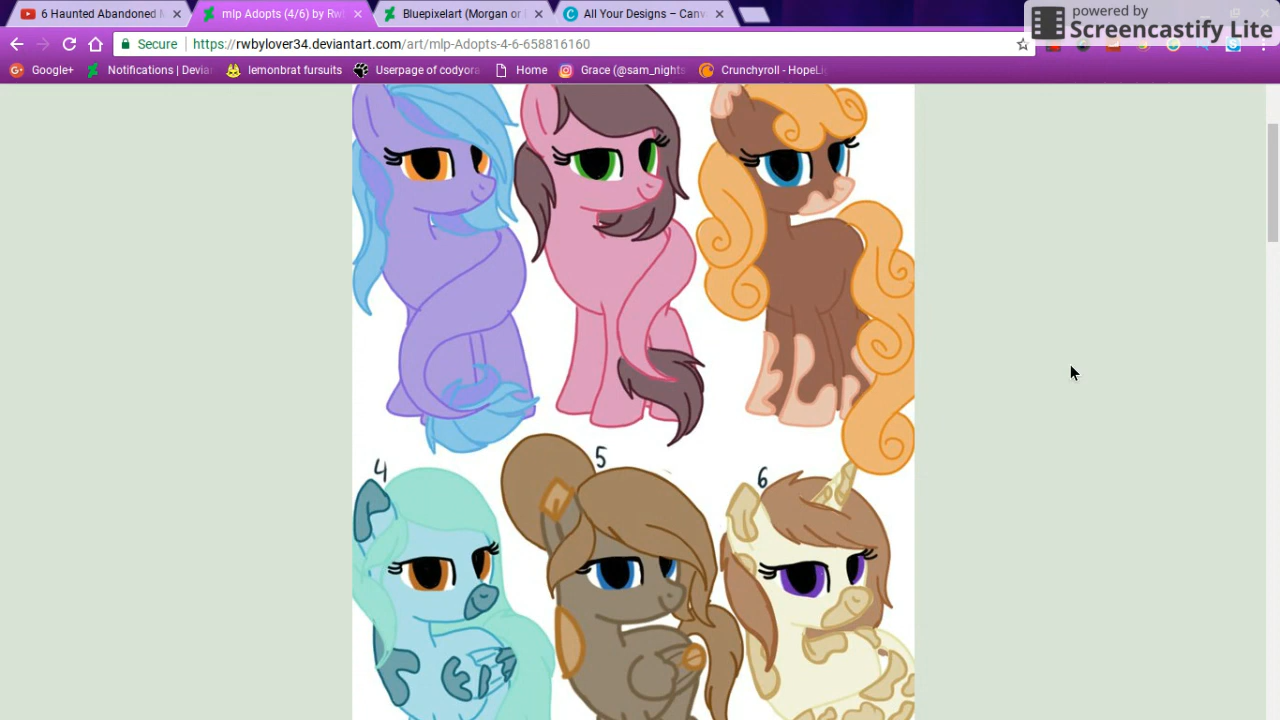 6 Haunted Abandoned M
mlp Adopts (4/6) by Rwl
Bluepixelart (Morgan or
All Your Designs – Canv
powered by
Screencastify Lite
Secure https://rwbylover34.deviantart.com/art/mlp-Adopts-4-6-658816160
Google+
Notifications | Devia
lemonbrat fursuits
Userpage of codyora
Home
Grace (@sam_nights
Crunchyroll - HopeLi
4
5
6